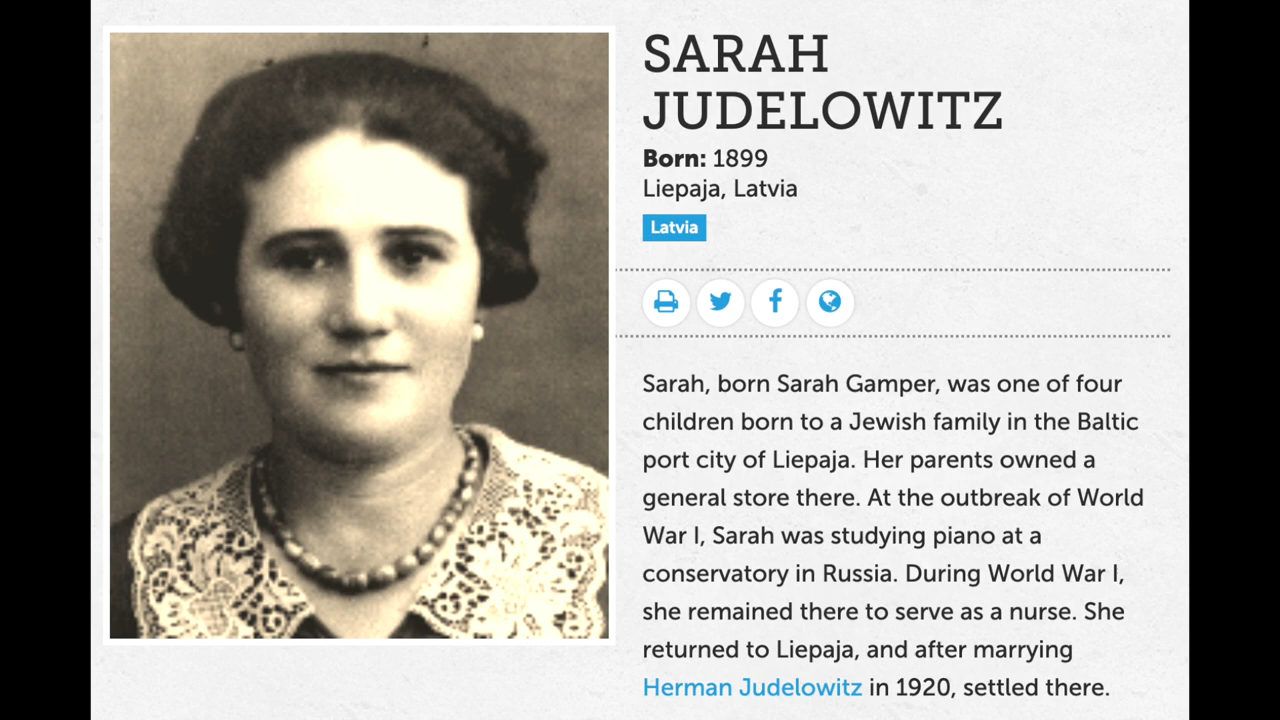 SARAH
JUDELOWITZ
Born: 1899
Liepaja, Latvia
Latvia
Sarah, born Sarah Gamper, was one of four
children born to a Jewish family in the Baltic
port city of Liepaja. Her parents owned a
general store there. At the outbreak of World
War I, Sarah was studying piano at a
conservatory in Russia. During World War I,
she remained there to serve as a nurse. She
returned to Liepaja, and after marrying
Herman Judelowitz in 1920, settled there.